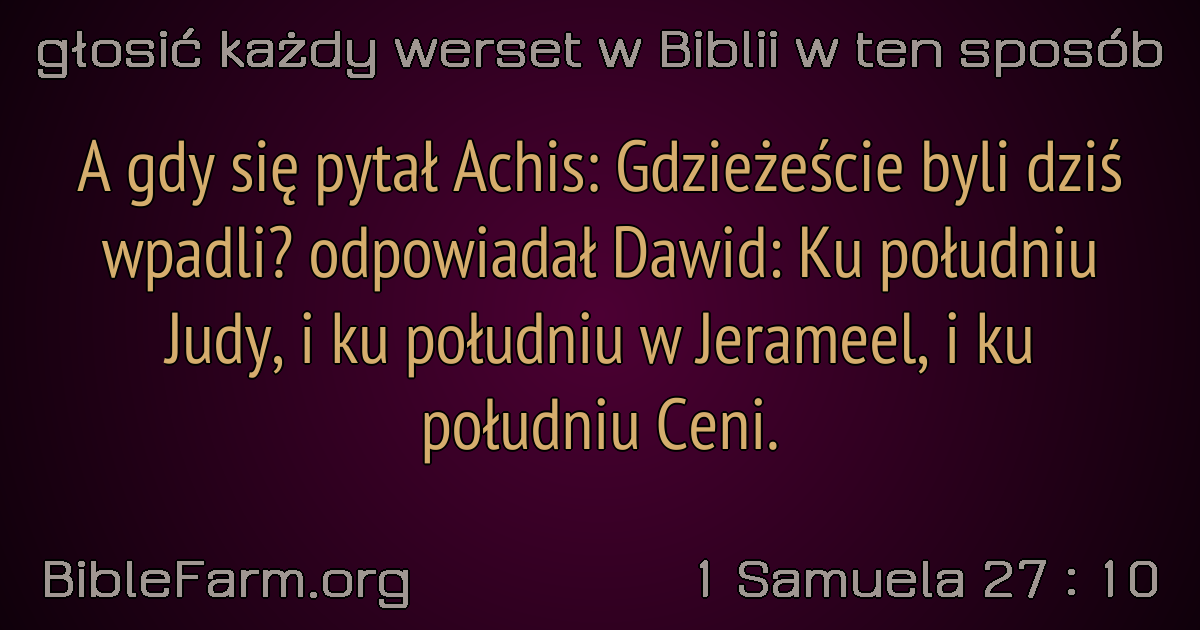 głosić każdy werset w Biblii w ten sposób
A gdy się pytał Achis: Gdzieżeście byli dziś
wpadli? odpowiadał Dawid: Ku południu
Judy, i ku południu w Jerameel, i ku
południu Ceni.
BibleFarm.org
1 Samuela 27 : 10